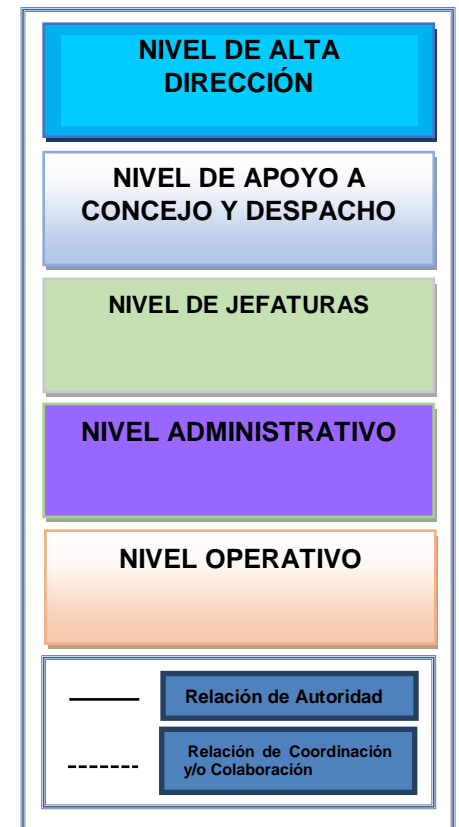 NIVEL DE ALTA
DIRECCIÓN
NIVEL DE APOYO A
CONCEJO Y DESPACHO
NIVEL DE JEFATURAS
NIVEL ADMINISTRATIVO
NIVEL OPERATIVO
Relación de Autoridad
Relación de Coordinación
y/o Colaboración